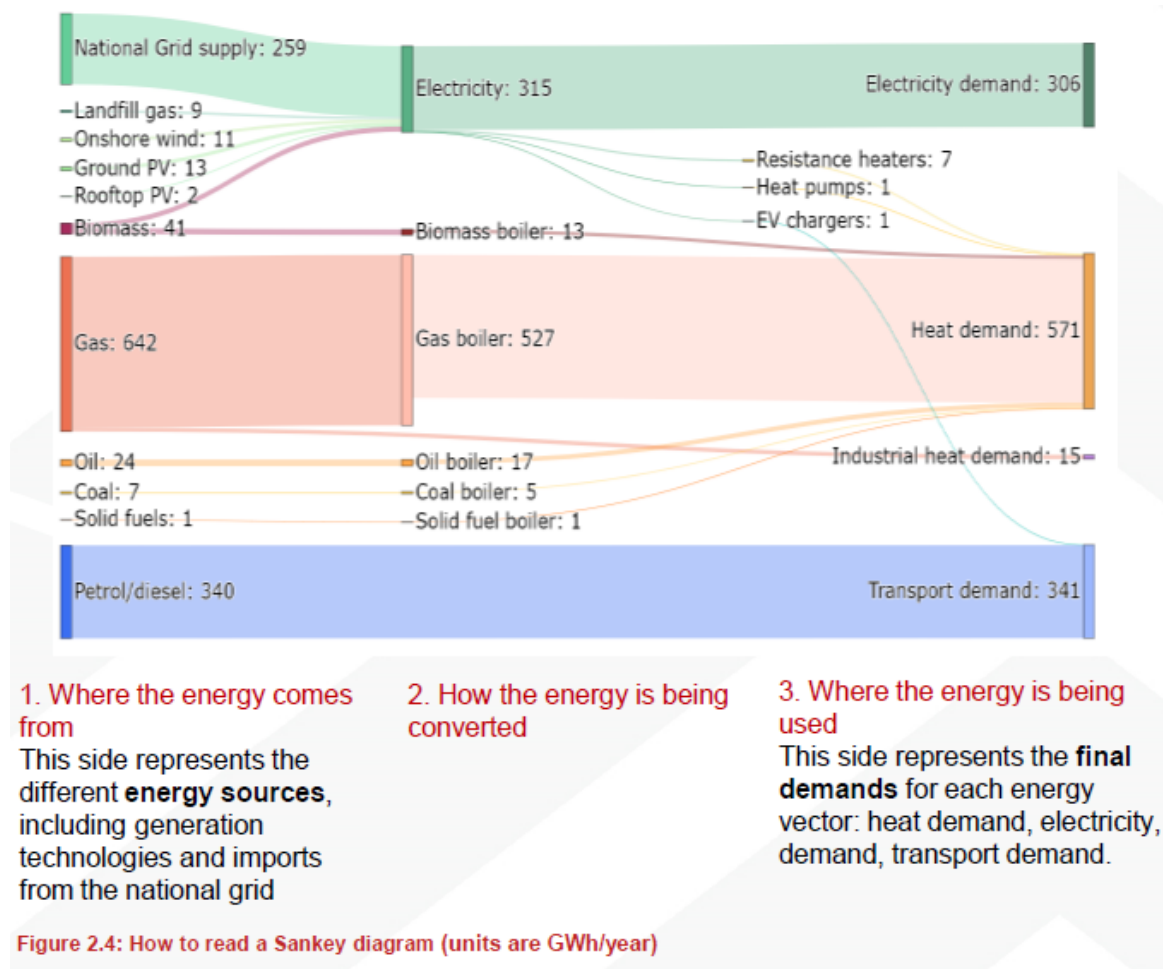 National Grid supply: 259
Electricity: 315
Electricity demand: 306
Landfill gas: 9
Onshore wind: 11
Ground PV: 13
Rooftop PV: 2
Resistance heaters: 7
Heat pumps: 1
EV chargers: 1
Biomass: 41
Biomass boiler: 13
Gas: 642
Gas boiler: 527
Heat demand: 571
Oil: 24
Oil boiler: 17
Industrial heat demand: 15
Coal: 7
Coal boiler: 5
Solid fuels: 1
Solid fuel boiler: 1
Petrol/diesel: 340
Transport demand: 341
1. Where the energy comes
from
This side represents the
different energy sources,
including generation
technologies and imports
from the national grid
2. How the energy is being
converted
3. Where the energy is being
used
This side represents the final
demands for each energy
vector: heat demand, electricity,
demand, transport demand.
Figure 2.4: How to read a Sankey diagram (units are GWh/year)